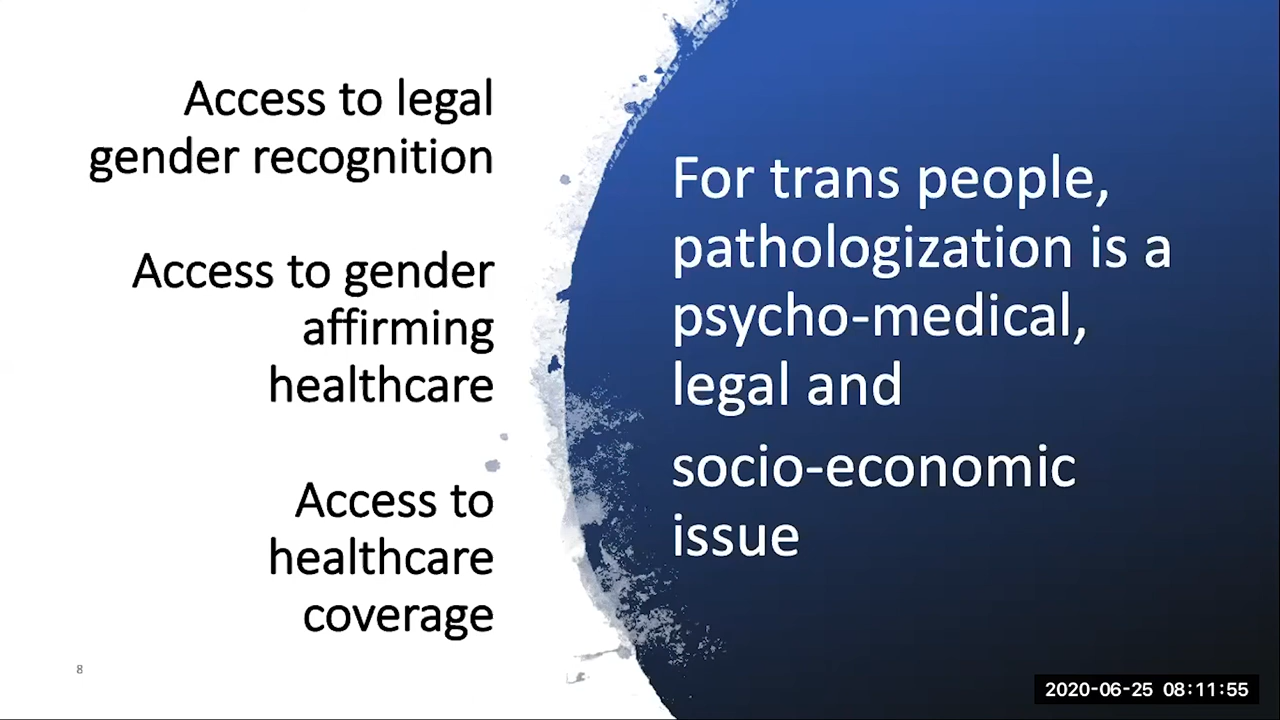 Access to legal
gender recognition
Access to gender
affirming
healthcare
Access to
healthcare
coverage
For trans people,
pathologization is a
psycho-medical,
legal and
socio-economic
issue
8
2020-06-25 08:11:55